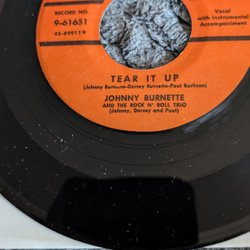 RECORD NO.
9-61651
45-89911★
Vocal
with Instrumental
Accompaniment
TEAR IT UP
(Johnny Burnette-Dorsey Burnette-Paul Burlison)
JOHNNY BURNETTE
AND THE ROCK N' ROLL TRIO
(Johnny, Dorsey and Paul)